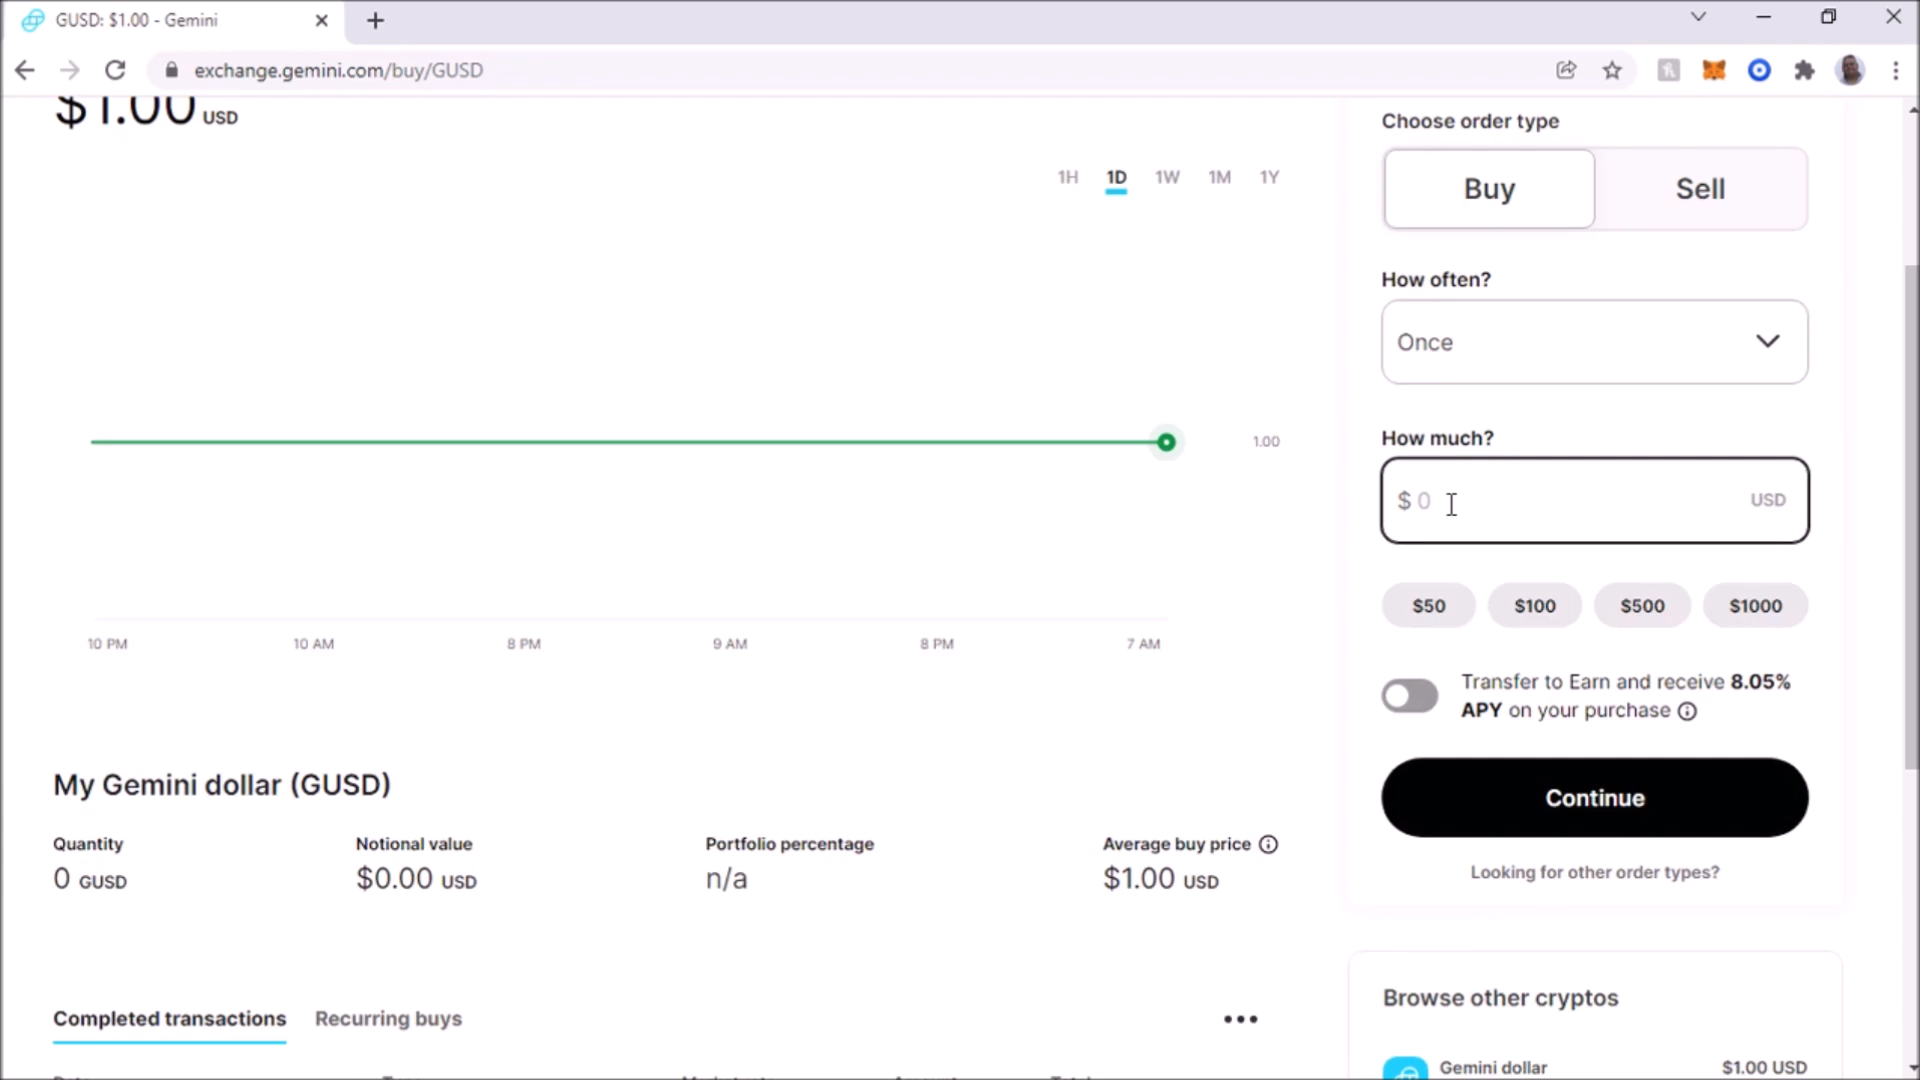 GUSD: $1.00 - Gemini
exchange.gemini.com/buy/GUSD
$1.00 USD
1H 1D 1W 1M 1Y
1.00
10 PM 10 AM 8 PM 9 AM 8 PM 7 AM
My Gemini dollar (GUSD)
Quantity Notional value Portfolio percentage Average buy price
0 GUSD $0.00 USD n/a $1.00 USD
Completed transactions Recurring buys
Choose order type
Buy Sell
How often?
Once
How much?
$ 0 USD
$50 $100 $500 $1000
Transfer to Earn and receive 8.05%
APY on your purchase
Continue
Looking for other order types?
Browse other cryptos
Gemini dollar $1.00 USD